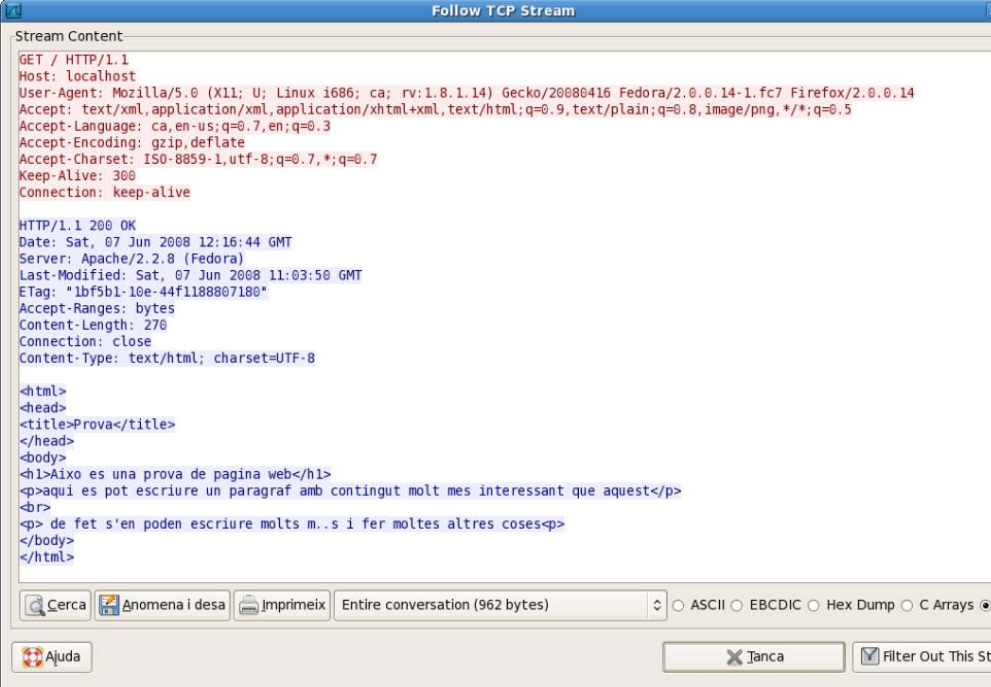 Follow TCP Stream
Stream Content
GET / HTTP/1.1
Host: localhost
User-Agent: Mozilla/5.0 (X11; U; Linux i686; ca; rv:1.8.1.14) Gecko/20080416 Fedora/2.0.0.14-1.fc7 Firefox/2.0.0.14
Accept: text/xml,application/xml,application/xhtml+xml,text/html;q=0.9,text/plain;q=0.8,image/png,*/*;q=0.5
Accept-Language: ca,en-us;q=0.7,en;q=0.3
Accept-Encoding: gzip,deflate
Accept-Charset: ISO-8859-1,utf-8;q=0.7,*;q=0.7
Keep-Alive: 300
Connection: keep-alive
HTTP/1.1 200 OK
Date: Sat, 07 Jun 2008 12:16:44 GMT
Server: Apache/2.2.8 (Fedora)
Last-Modified: Sat, 07 Jun 2008 11:03:50 GMT
ETag: "1bf5b1-10e-44f1188807180"
Accept-Ranges: bytes
Content-Length: 270
Connection: close
Content-Type: text/html; charset=UTF-8
<html>
<head>
<title>Prova</title>
</head>
<body>
<h1>Aixo es una prova de pagina web</h1>
<p>aqui es pot escriure un paragraf amb contingut molt mes interessant que aquest</p>
<br>
<p> de fet s'en poden escriure molts m..s i fer moltes altres coses<p>
</body>
</html>
Cerca Anomena i desa Imprimeix Entire conversation (962 bytes) ASCII EBCDIC Hex Dump C Arrays
Ajuda Tanca Filter Out This St